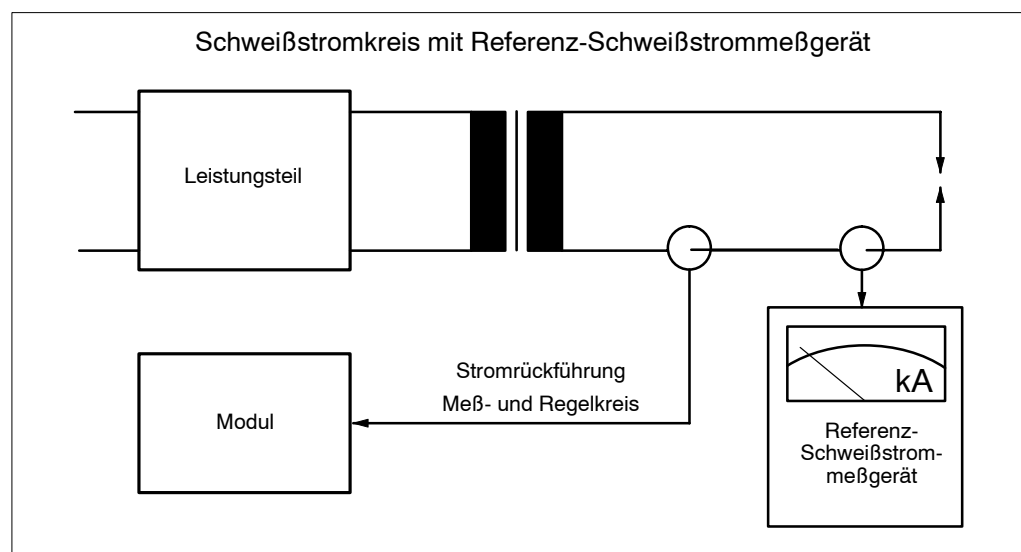 Schweißstromkreis mit Referenz-Schweißstrommeßgerät
Leistungsteil
Stromrückführung
Meß- und Regelkreis
Modul
kA
Referenz-
Schweißstrom-
meßgerät